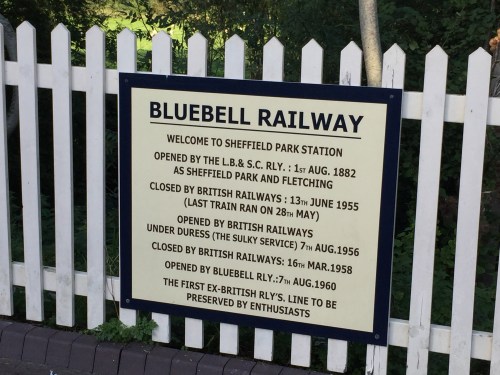 BLUEBELL RAILWAY
WELCOME TO SHEFFIELD PARK STATION
OPENED BY THE L.B.& S.C. RLY. : 1ST AUG. 1882
AS SHEFFIELD PARK AND FLETCHING
CLOSED BY BRITISH RAILWAYS : 13TH JUNE 1955
(LAST TRAIN RAN ON 28TH MAY)
OPENED BY BRITISH RAILWAYS
UNDER DURESS (THE SULKY SERVICE) 7TH AUG.1956
CLOSED BY BRITISH RAILWAYS: 16TH MAR.1958
OPENED BY BLUEBELL RLY.:7TH AUG.1960
THE FIRST EX-BRITISH RLY'S. LINE TO BE
PRESERVED BY ENTHUSIASTS